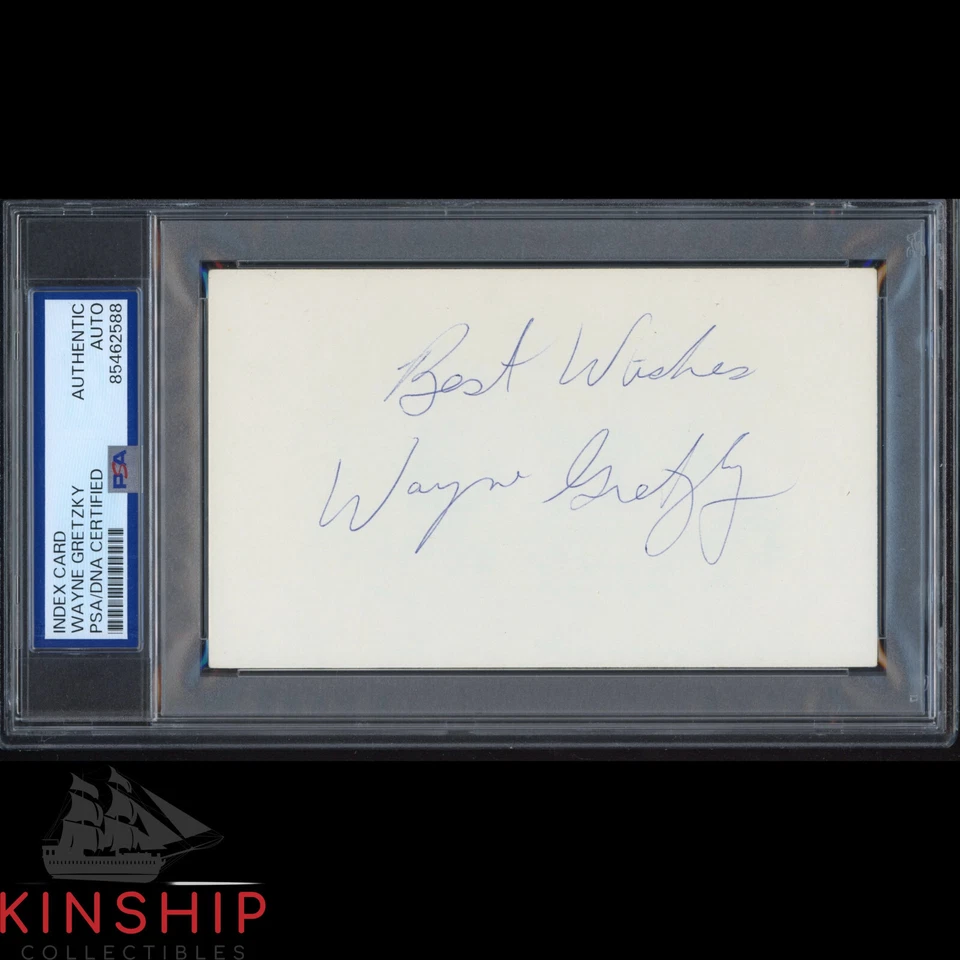 INDEX CARD
WAYNE GRETZKY
PSA/DNA CERTIFIED
AUTHENTIC
AUTO
85462588
PSA
Best Wishes
Wayne Gretzky
KINSHIP
COLLECTIBLES